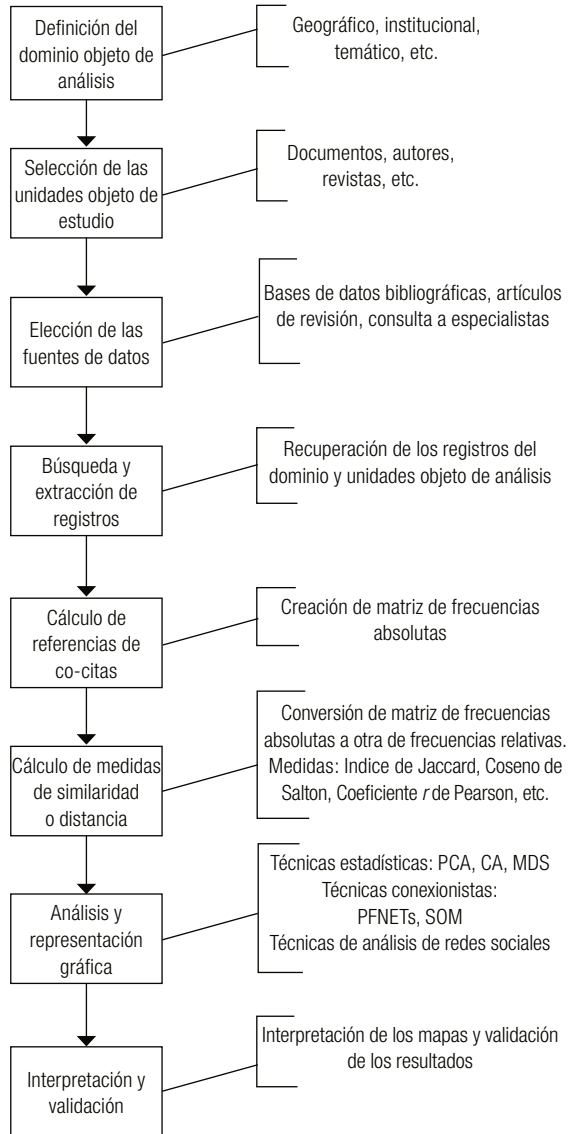 Definición del
dominio objeto de
análisis
Geográfico, institucional,
temático, etc.
Selección de las
unidades objeto de
estudio
Documentos, autores,
revistas, etc.
Elección de las
fuentes de datos
Bases de datos bibliográficas, artículos
de revisión, consulta a especialistas
Búsqueda y
extracción de
registros
Recuperación de los registros del
dominio y unidades objeto de análisis
Cálculo de
referencias de
co-citas
Creación de matriz de frecuencias
absolutas
Cálculo de medidas
de similaridad
o distancia
Conversión de matriz de frecuencias
absolutas a otra de frecuencias relativas.
Medidas: Indice de Jaccard, Coseno de
Salton, Coeficiente r de Pearson, etc.
Análisis y
representación
gráfica
Técnicas estadísticas: PCA, CA, MDS
Técnicas conexionistas:
PFNETs, SOM
Técnicas de análisis de redes sociales
Interpretación y
validación
Interpretación de los mapas y validación
de los resultados